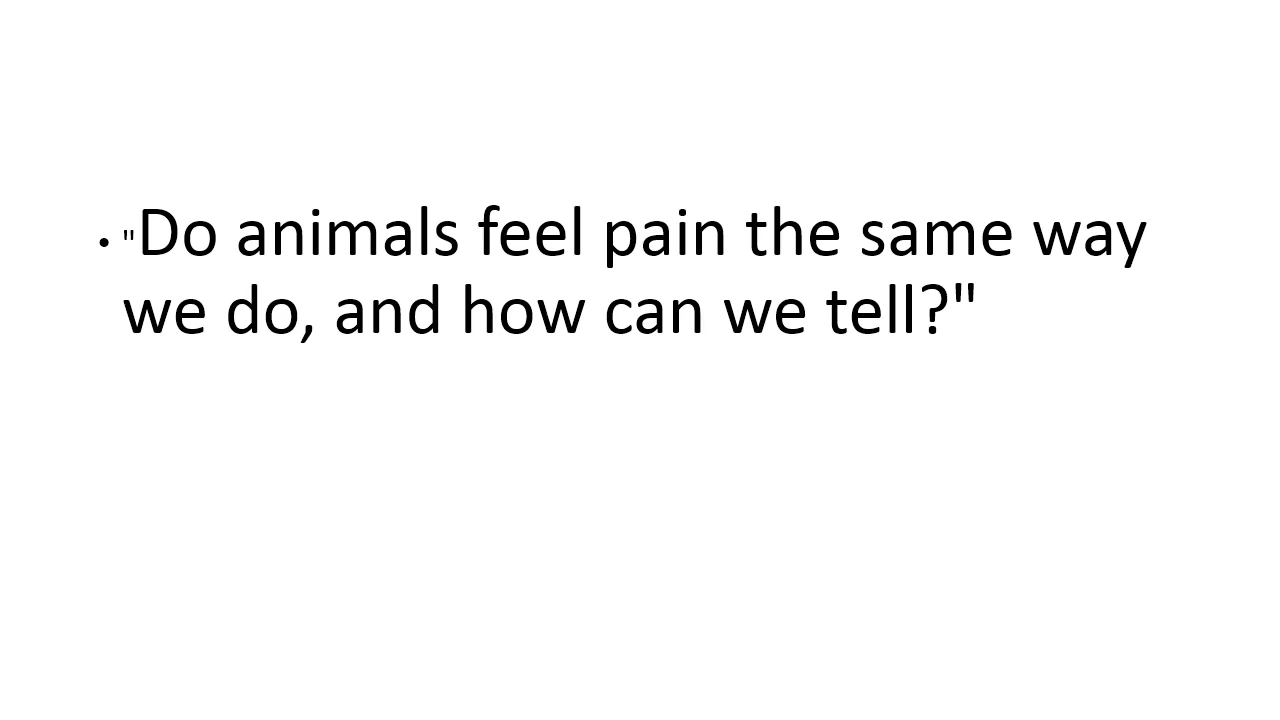 • "Do animals feel pain the same way
we do, and how can we tell?"